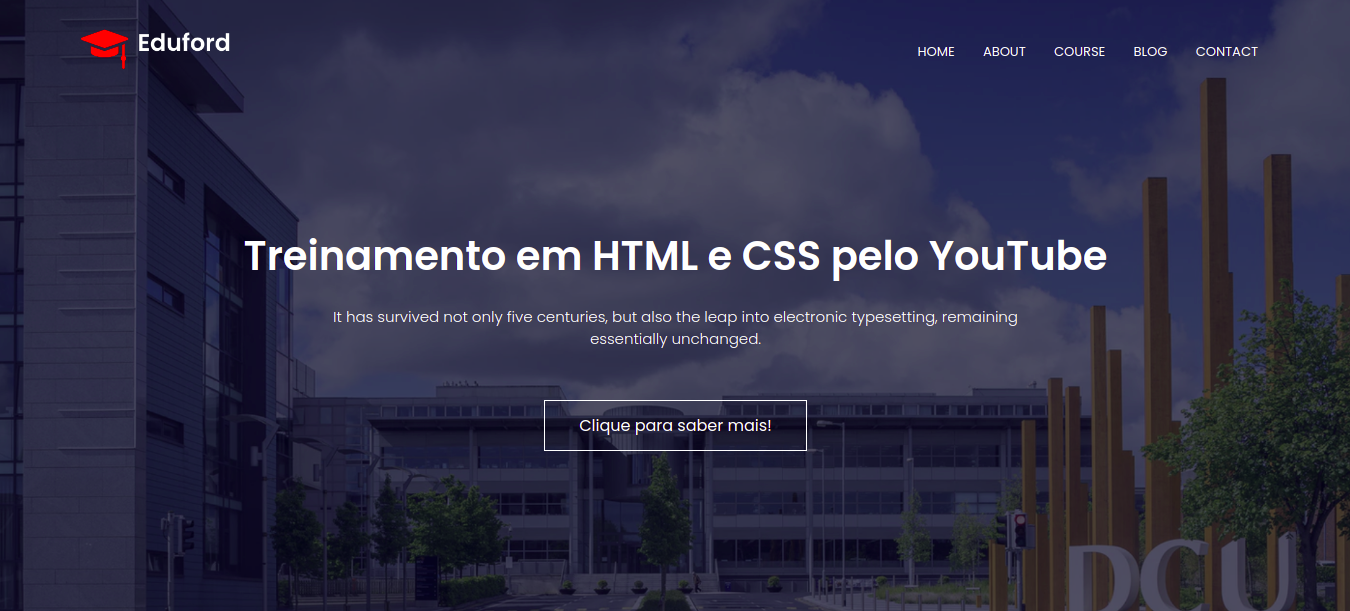 Eduford
HOME ABOUT COURSE BLOG CONTACT
Treinamento em HTML e CSS pelo YouTube
It has survived not only five centuries, but also the leap into electronic typesetting, remaining
essentially unchanged.
Clique para saber mais!
DCU